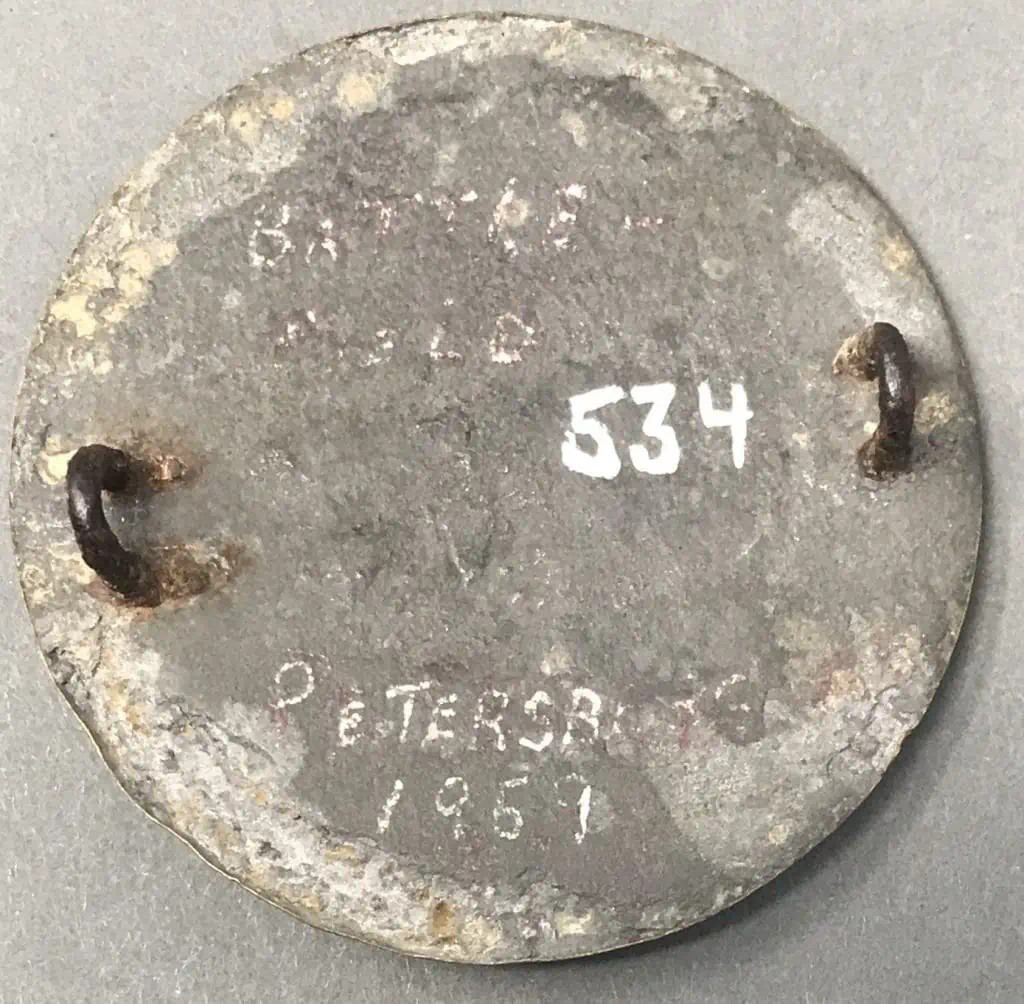 BATTLE-
FIELD
534
PETERSBURG